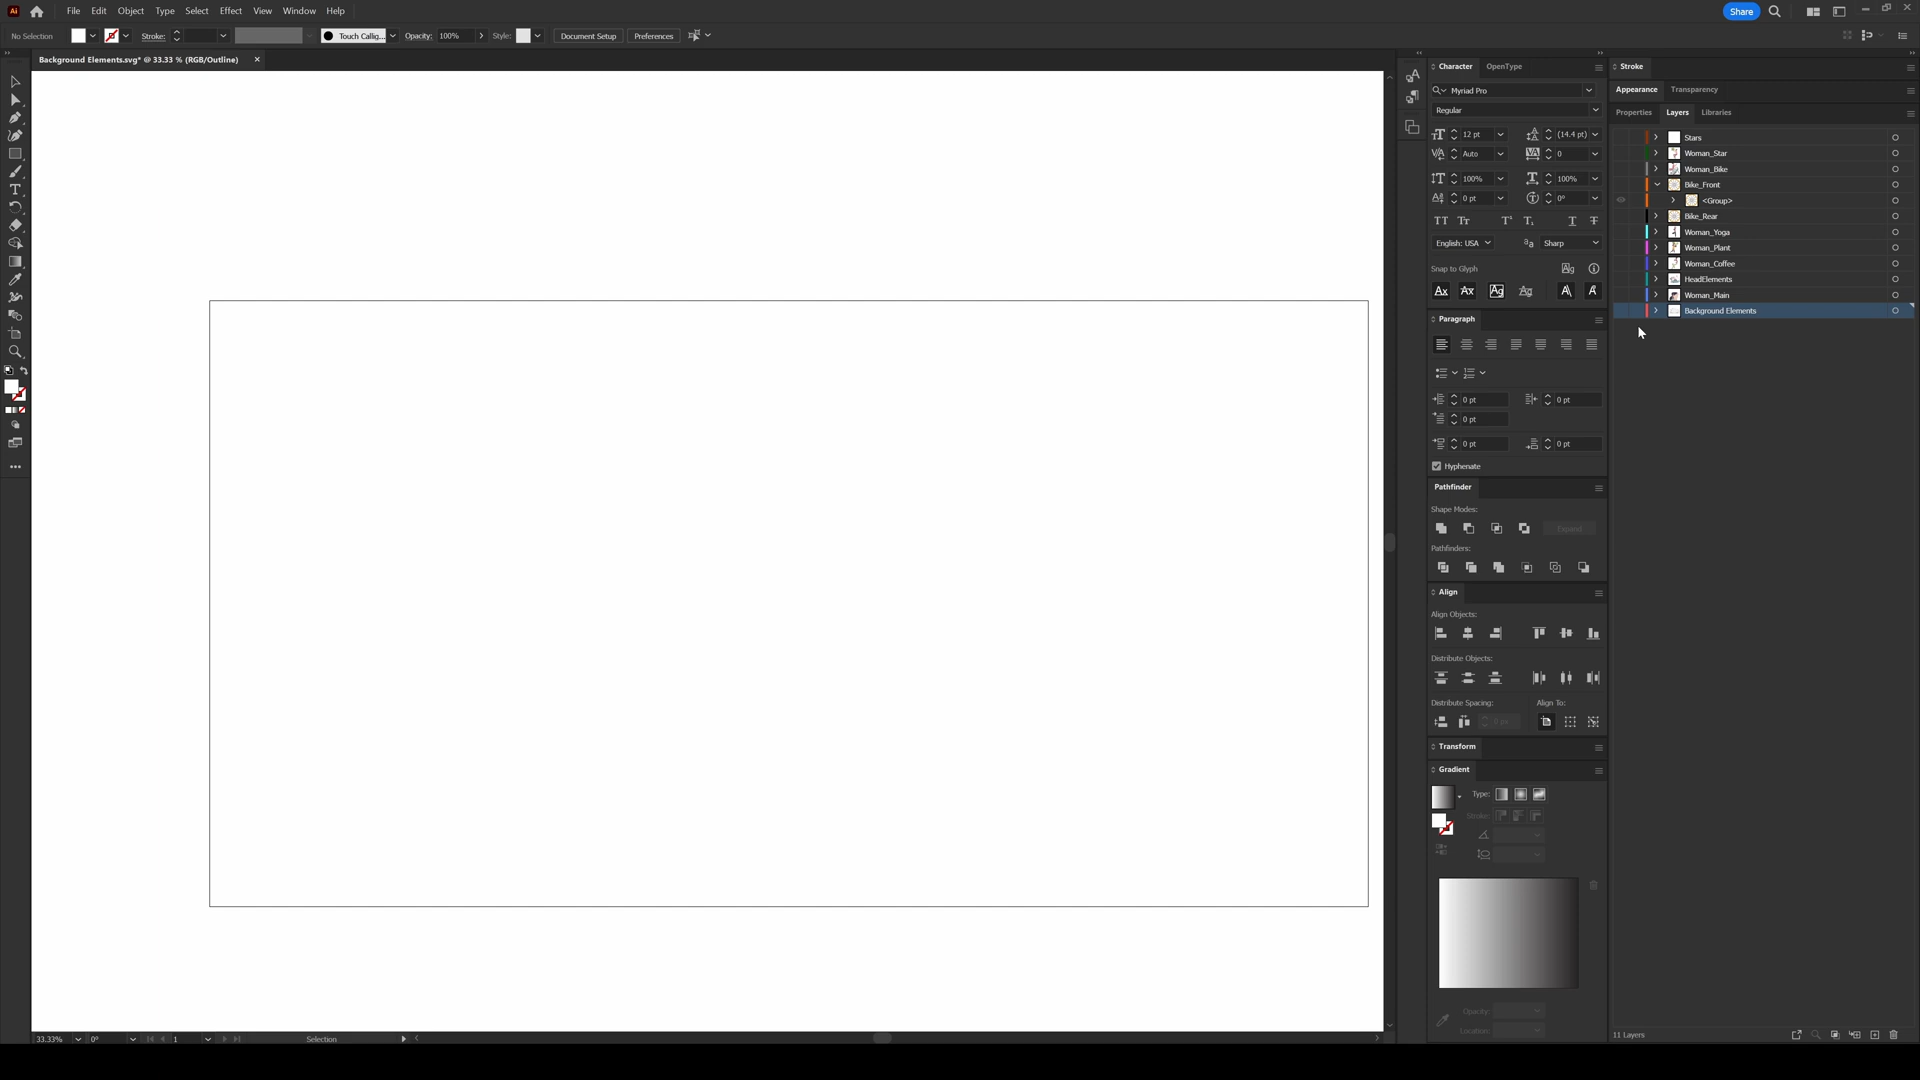 Ai File Edit Object Type Select Effect View Window Help Share
No Selection Stroke: Touch Callig... Opacity: 100% Style: Document Setup Preferences
Background Elements.svg* @ 33.33 % (RGB/Outline) ×
Character OpenType
Myriad Pro
Regular
12 pt (14.4 pt)
Auto 0
100% 100%
0 pt 0°
English: USA Sharp
Snap to Glyph
Paragraph
0 pt 0 pt
0 pt
0 pt 0 pt
Hyphenate
Pathfinder
Shape Modes:
Expand
Pathfinders:
Align
Align Objects:
Distribute Objects:
Distribute Spacing: Align To:
0 px
Transform
Gradient
Type:
Stroke:
Opacity:
Location:
Stroke
Appearance Transparency
Properties Layers Libraries
Stars
Woman_Star
Woman_Bike
Bike_Front
<Group>
Bike_Rear
Woman_Yoga
Woman_Plant
Woman_Coffee
HeadElements
Woman_Main
Background Elements
11 Layers
33.33% 0° 1 Selection